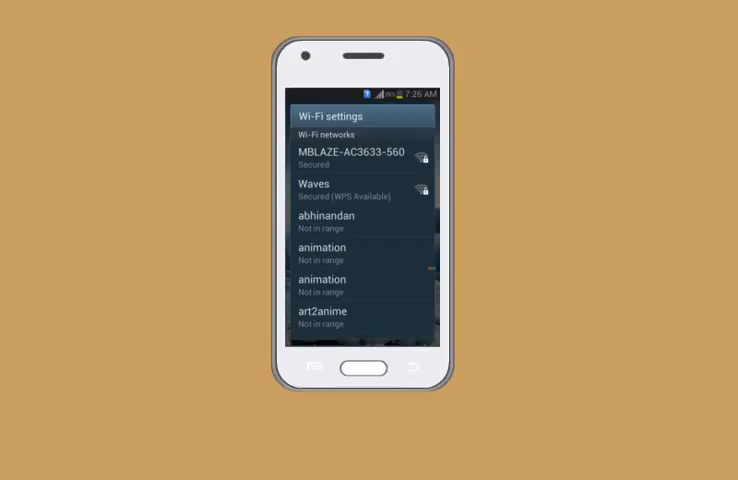 26% 7:26 AM
Wi-Fi settings
Wi-Fi networks
MBLAZE-AC3633-560
Secured
Waves
Secured (WPS Available)
abhinandan
Not in range
animation
Not in range
animation
Not in range
art2anime
Not in range